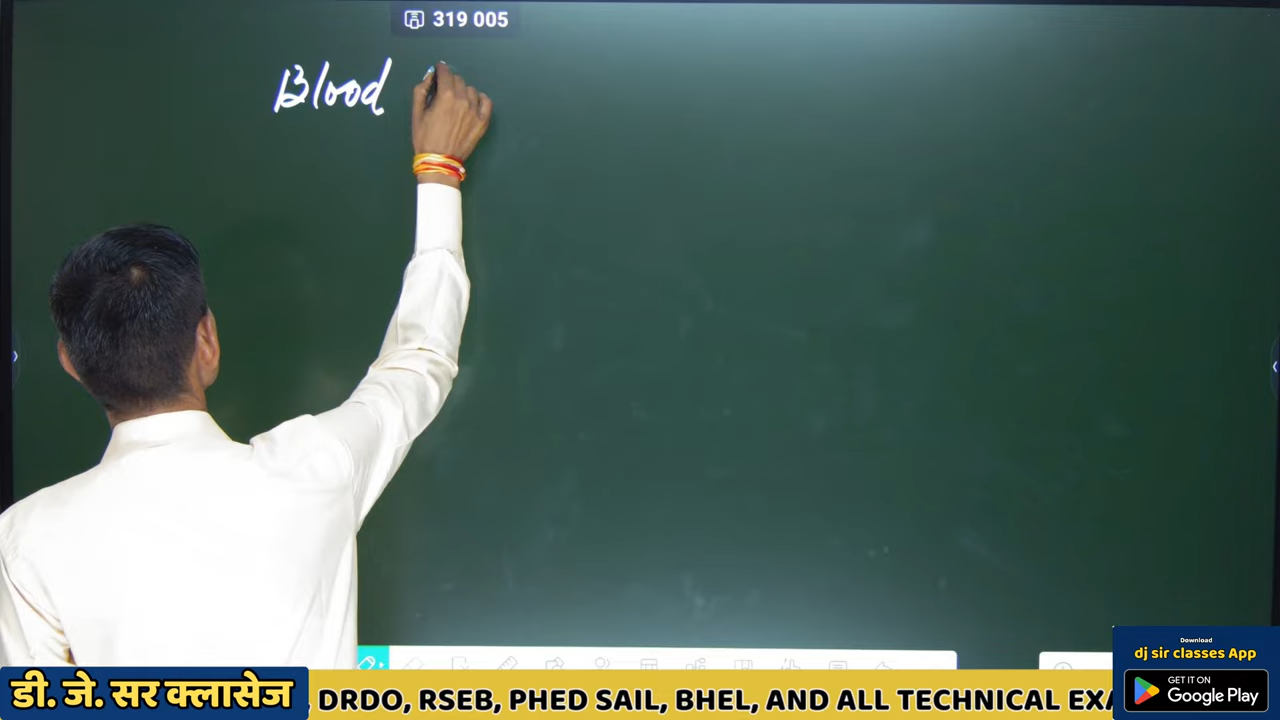 319 005
Blood
Download
dj sir classes App
GET IT ON
Google Play
डी. जे. सर क्लासेज
, DRDO, RSEB, PHED SAIL, BHEL, AND ALL TECHNICAL EXA